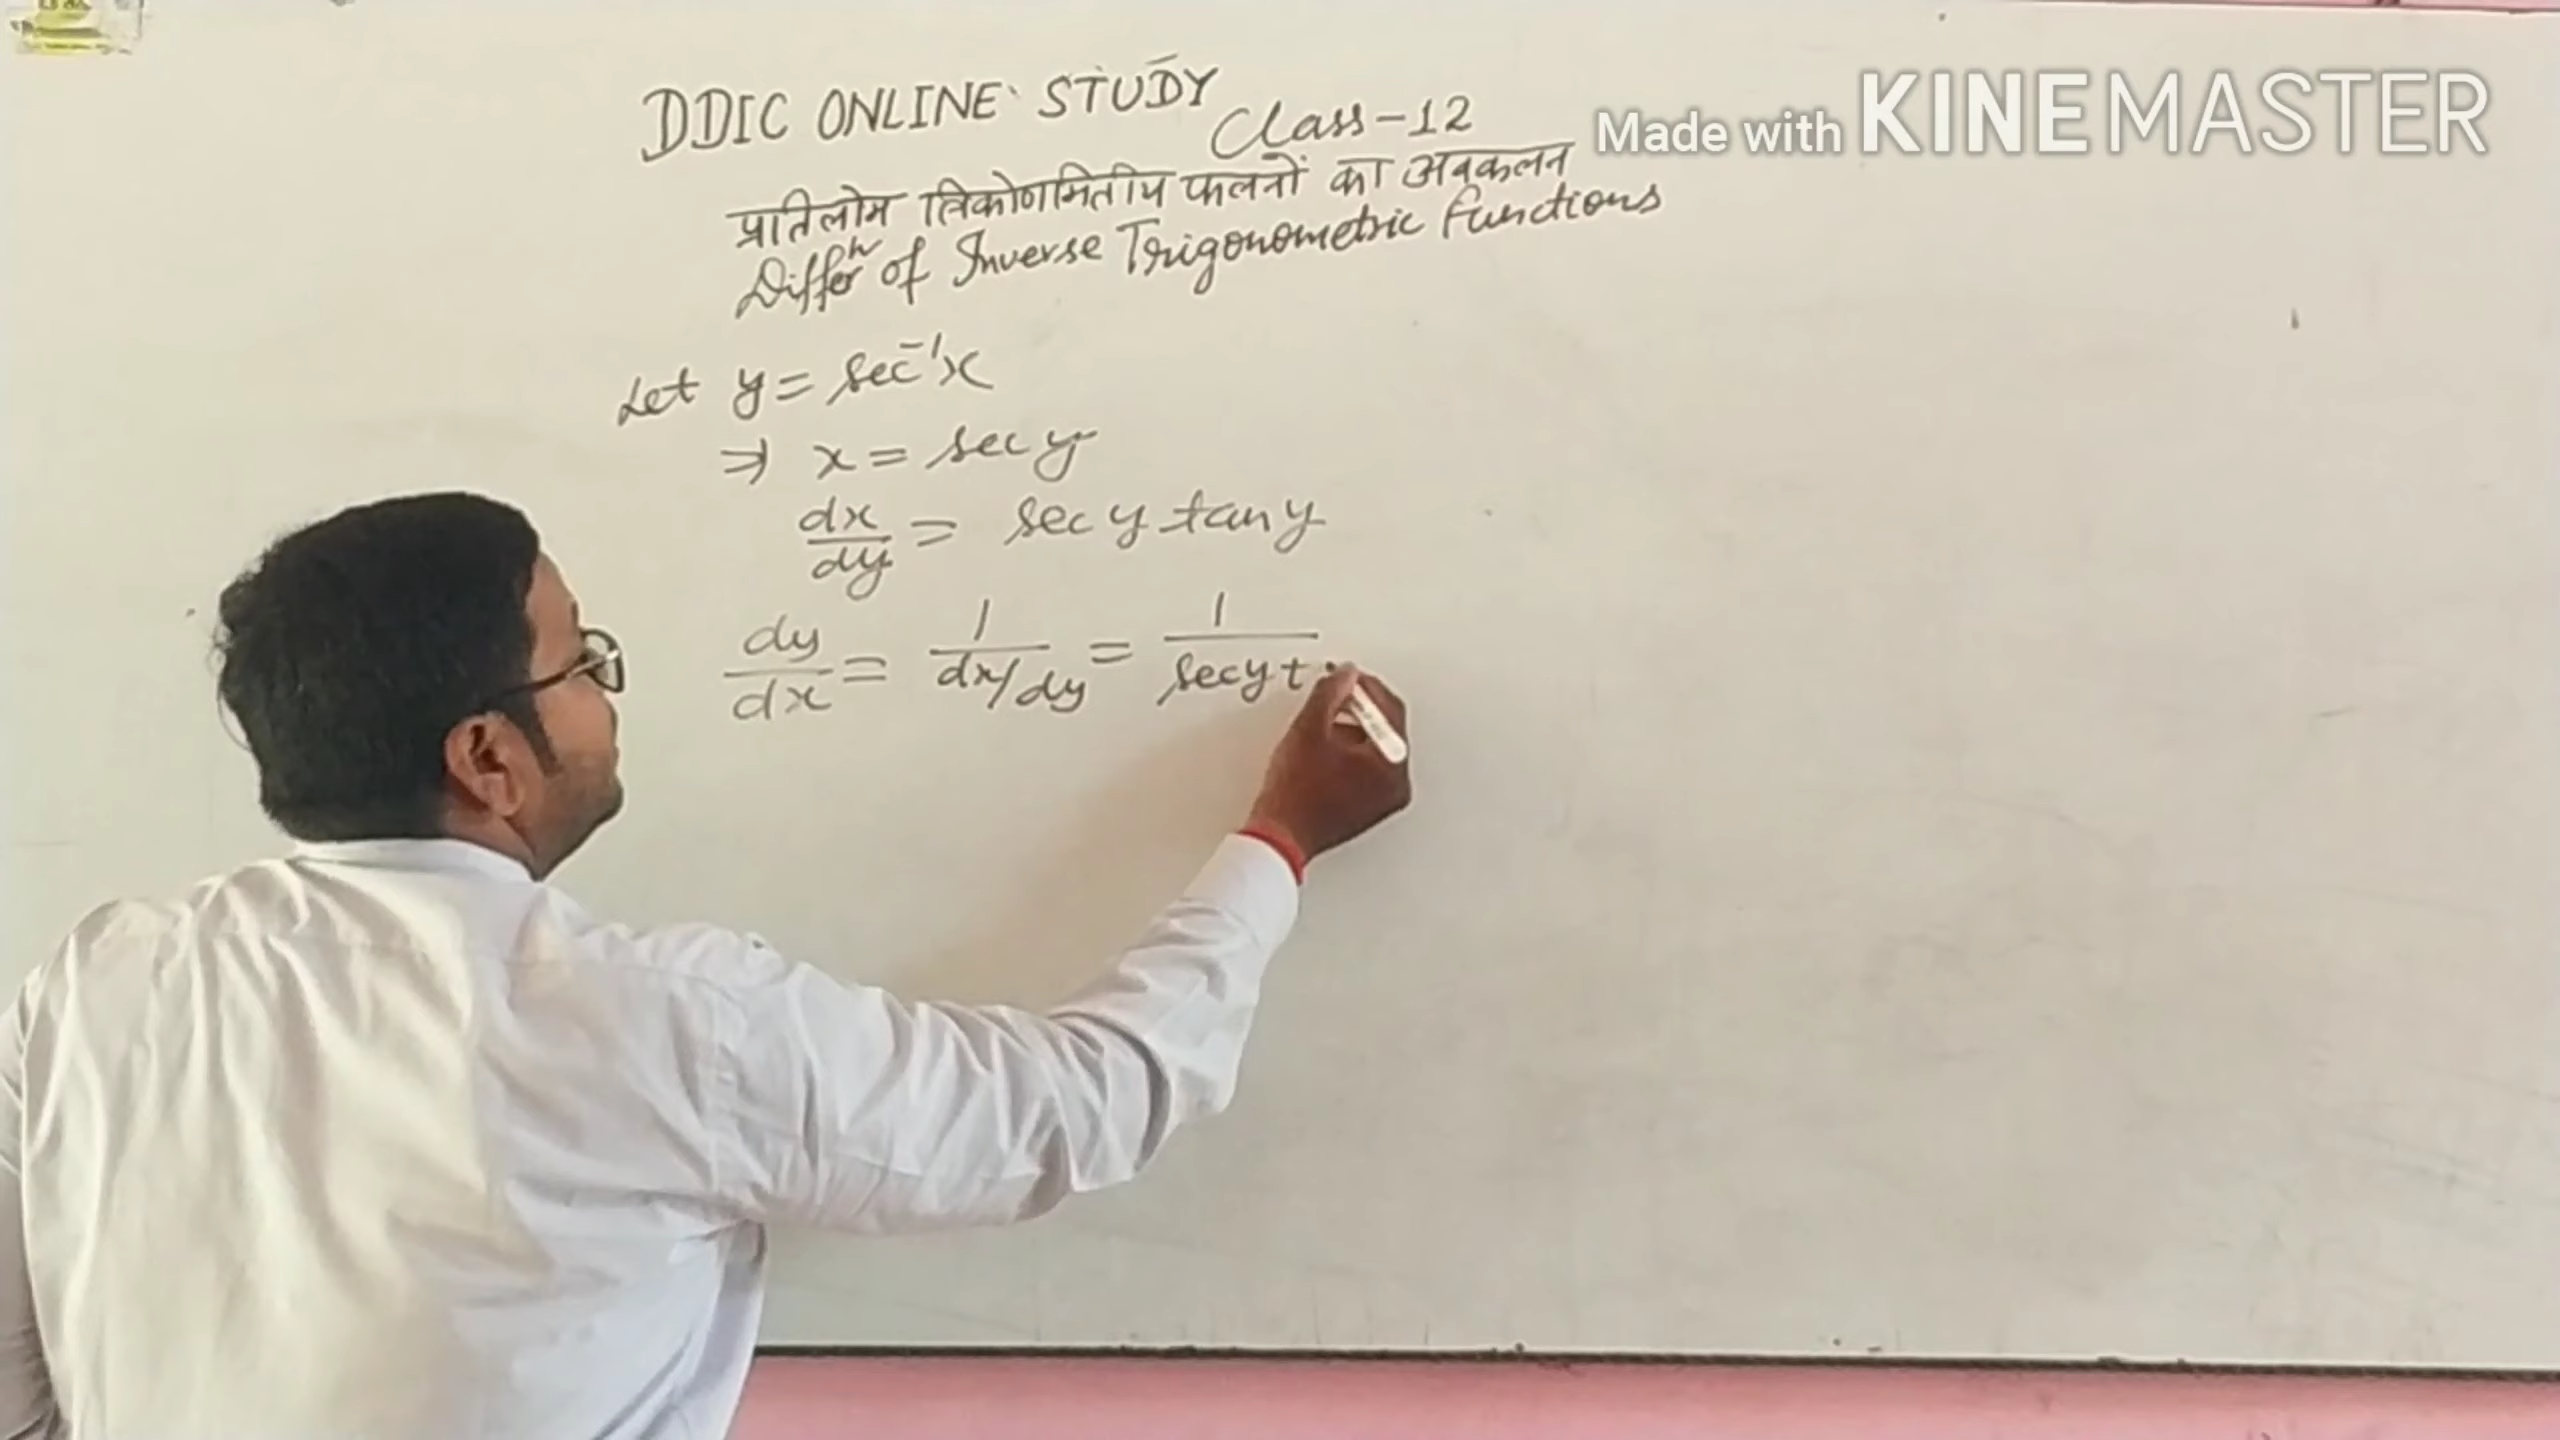 DDIC ONLINE STUDY
Class-12
Made with KINEMASTER
प्रतिलोम त्रिकोणमितीय फलनों का अवकलन
Diffeⁿ of Inverse Trigonometric Functions
Let y = sec⁻¹x
⇒ x = sec y
dx/dy = sec y tan y
dy/dx = 1/(dx/dy) = 1/(sec y t